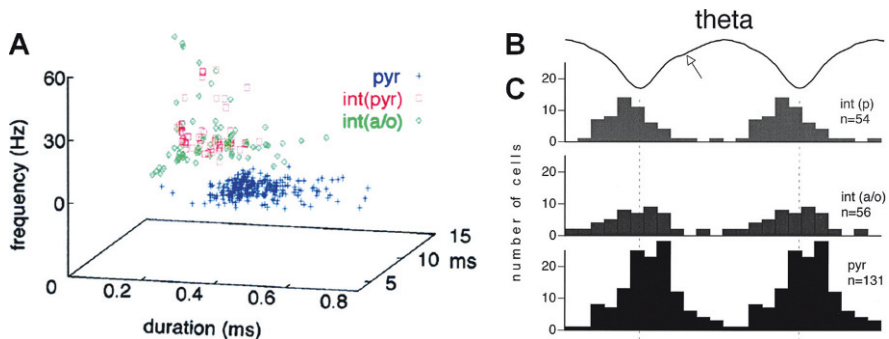 A
60
30
0
frequency (Hz)
pyr
int(pyr)
int(a/o)
15
10
ms
5
0
0.2
0.4
0.6
0.8
duration (ms)
theta
B
C
20
10
0
int (p)
n=54
10
0
int (a/o)
n=56
20
10
0
pyr
n=131
number of cells